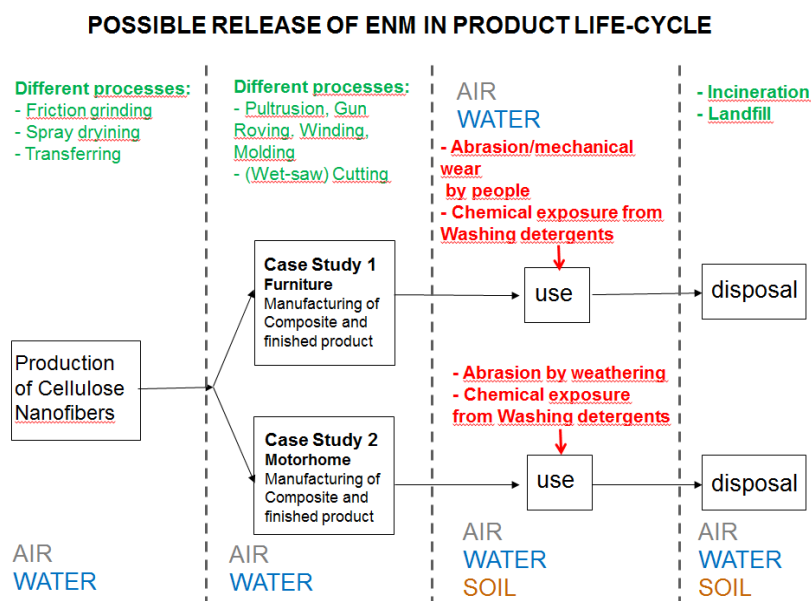 POSSIBLE RELEASE OF ENM IN PRODUCT LIFE-CYCLE
Different processes:
- Friction grinding
- Spray dryining
- Transferring
Different processes:
- Pultrusion, Gun
Roving, Winding,
Molding
- (Wet-saw) Cutting
AIR
WATER
- Abrasion/mechanical
wear
by people
- Chemical exposure from
Washing detergents
- Incineration
- Landfill
Production
of Cellulose
Nanofibers
Case Study 1
Furniture
Manufacturing of
Composite and
finished product
use
disposal
- Abrasion by weathering
- Chemical exposure
from Washing detergents
Case Study 2
Motorhome
Manufacturing of
Composite and
finished product
use
disposal
AIR
WATER
AIR
WATER
AIR
WATER
SOIL
AIR
WATER
SOIL